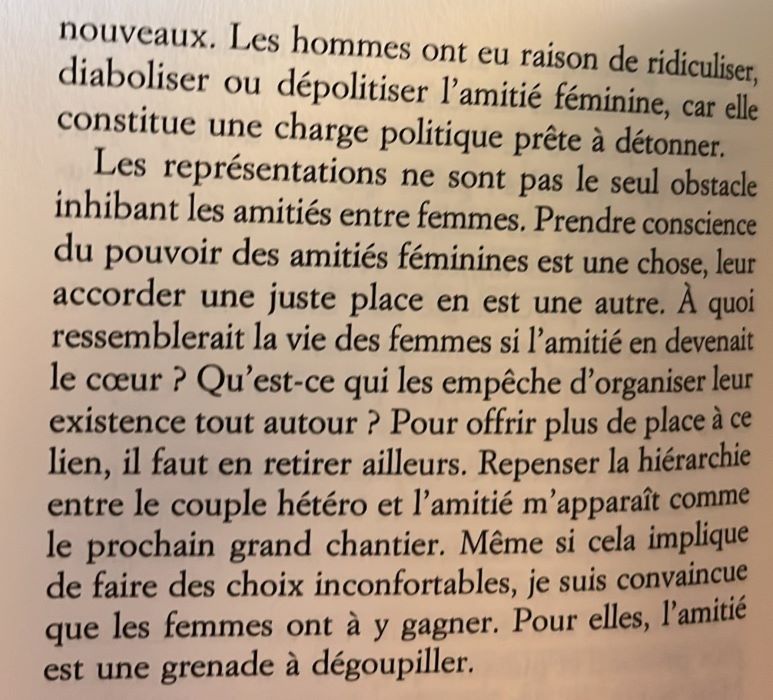 nouveaux. Les hommes ont eu raison de ridiculiser,
diaboliser ou dépolitiser l'amitié féminine, car elle
constitue une charge politique prête à détonner.
Les représentations ne sont pas le seul obstacle
inhibant les amitiés entre femmes. Prendre conscience
du pouvoir des amitiés féminines est une chose, leur
accorder une juste place en est une autre. À quoi
ressemblerait la vie des femmes si l'amitié en devenait
le cœur ? Qu'est-ce qui les empêche d'organiser leur
existence tout autour ? Pour offrir plus de place à ce
lien, il faut en retirer ailleurs. Repenser la hiérarchie
entre le couple hétéro et l'amitié m'apparaît comme
le prochain grand chantier. Même si cela implique
de faire des choix inconfortables, je suis convaincue
que les femmes ont à y gagner. Pour elles, l'amitié
est une grenade à dégoupiller.